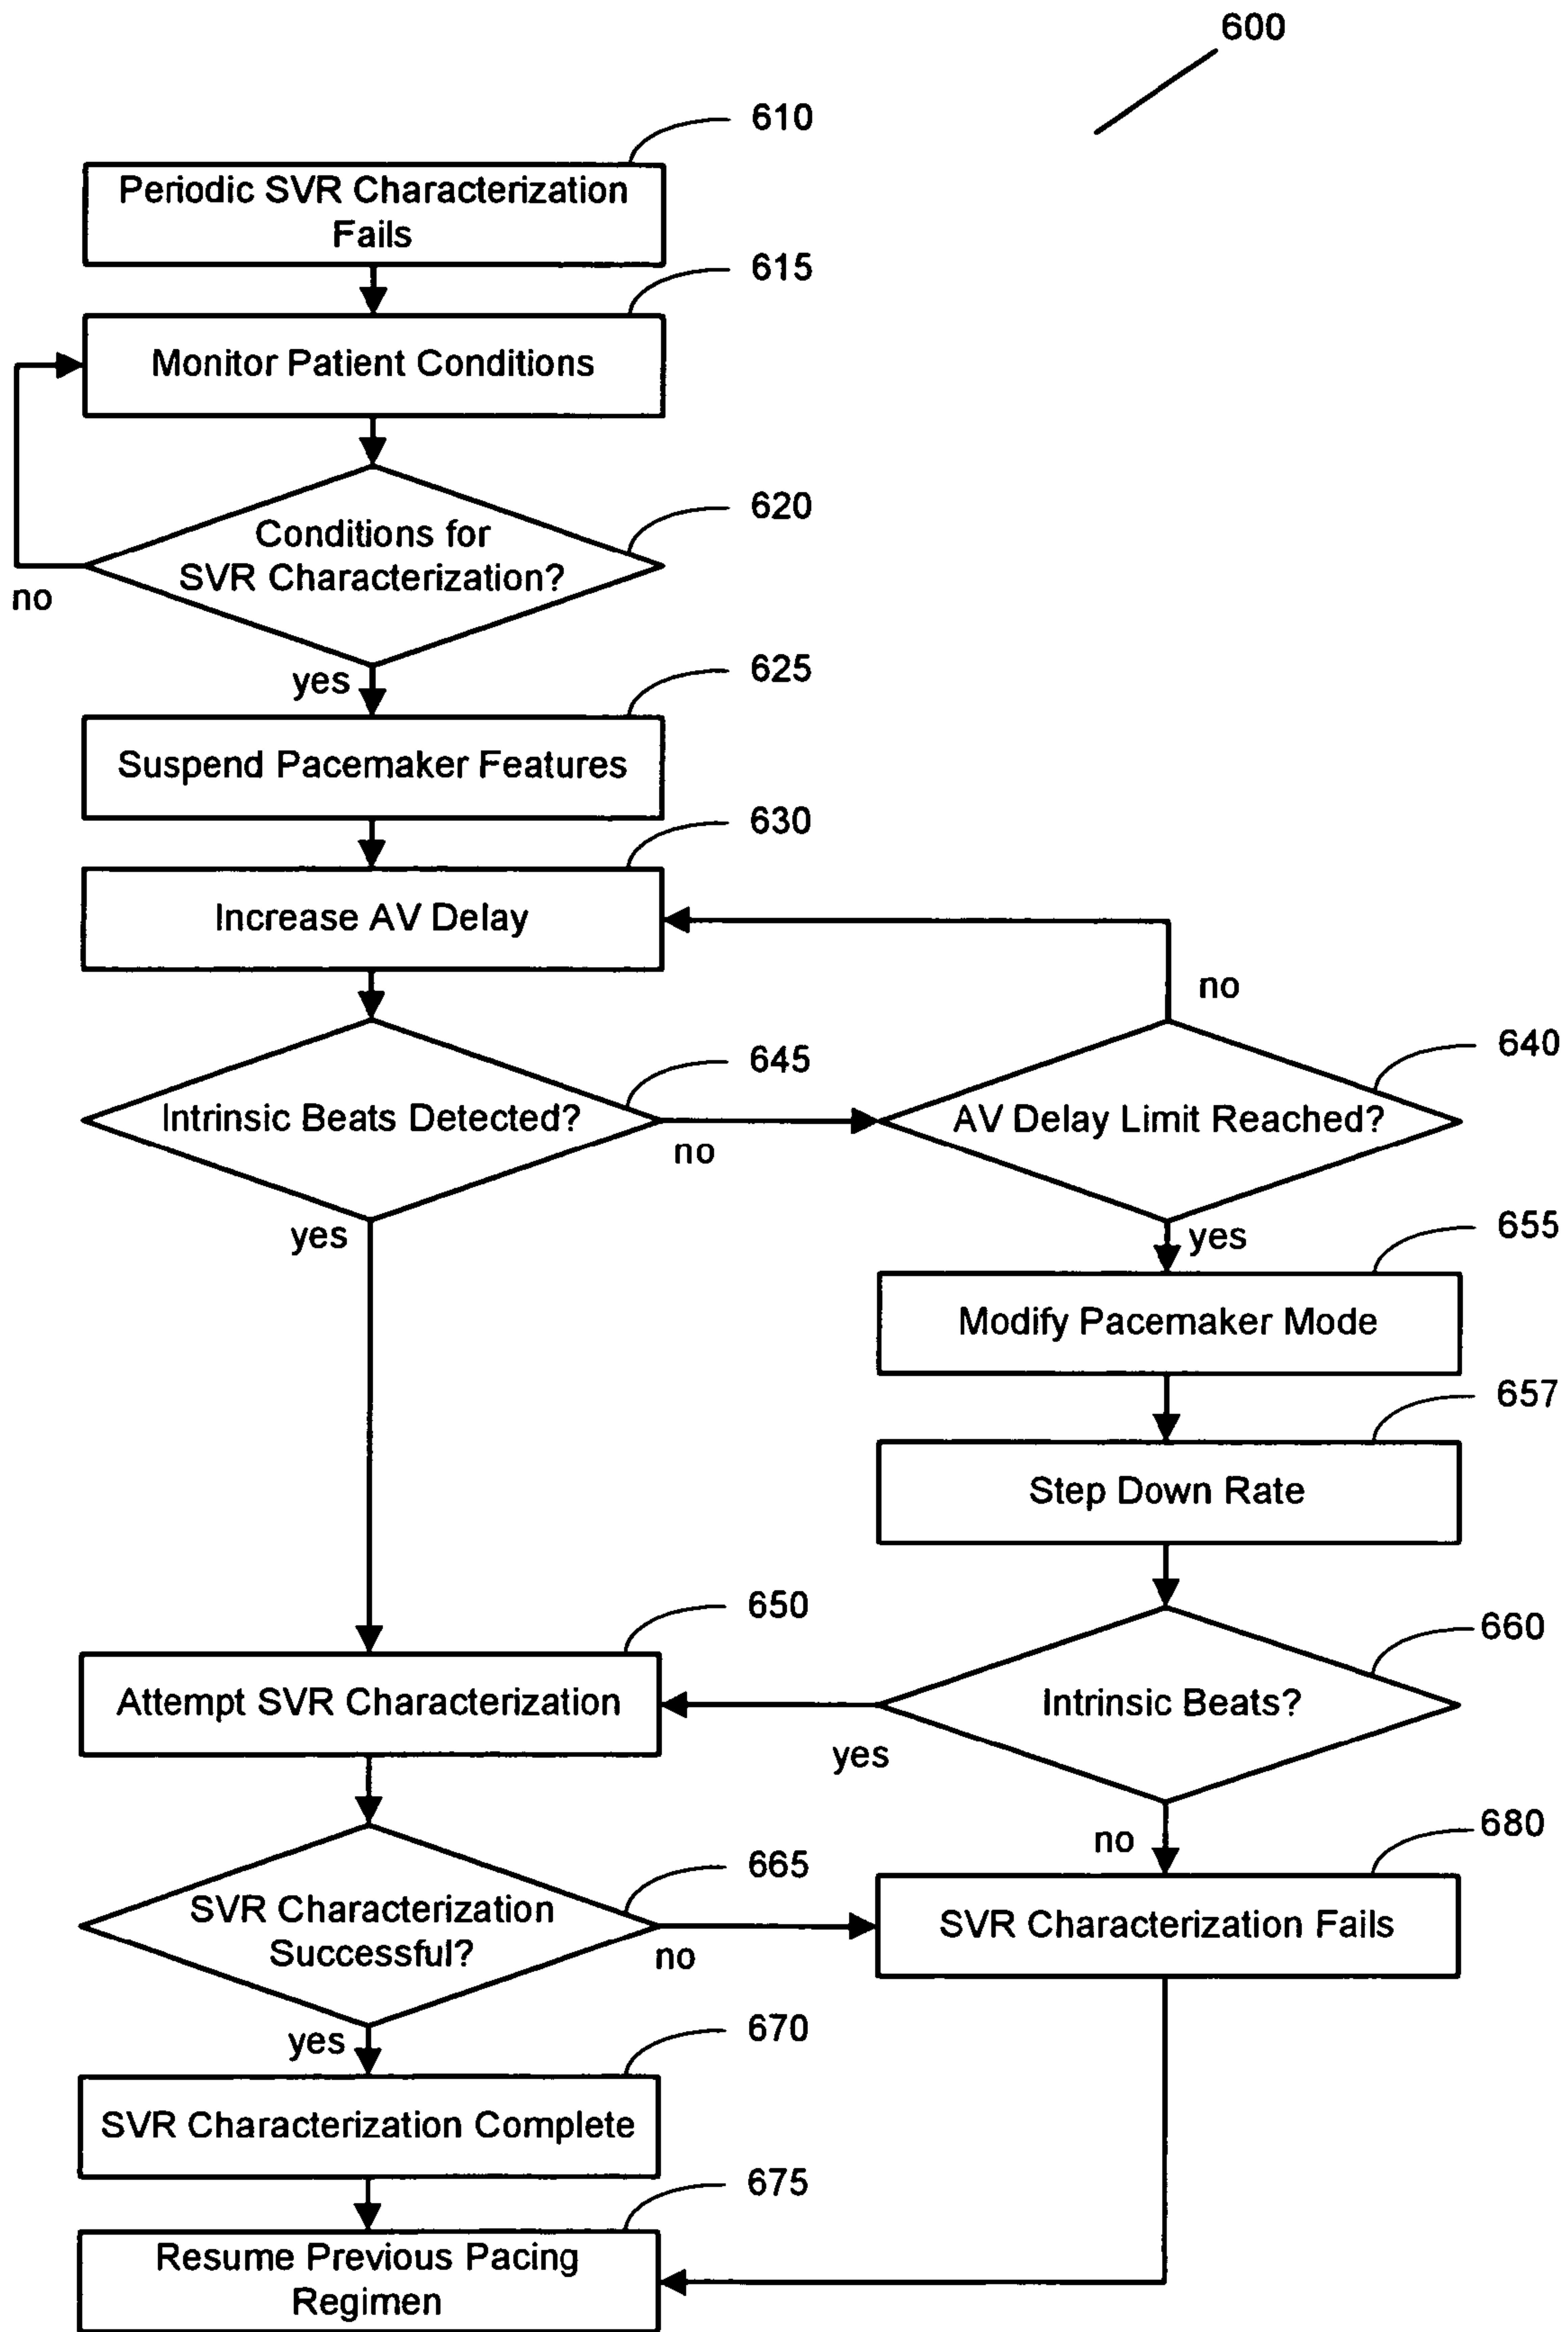 600
610
Periodic SVR Characterization
Fails
615
Monitor Patient Conditions
620
Conditions for
SVR Characterization?
no
yes
625
Suspend Pacemaker Features
630
Increase AV Delay
no
640
645
Intrinsic Beats Detected?
no
AV Delay Limit Reached?
yes
yes
655
Modify Pacemaker Mode
657
Step Down Rate
650
660
Attempt SVR Characterization
Intrinsic Beats?
yes
no
680
665
SVR Characterization
Successful?
no
SVR Characterization Fails
yes
670
SVR Characterization Complete
675
Resume Previous Pacing
Regimen